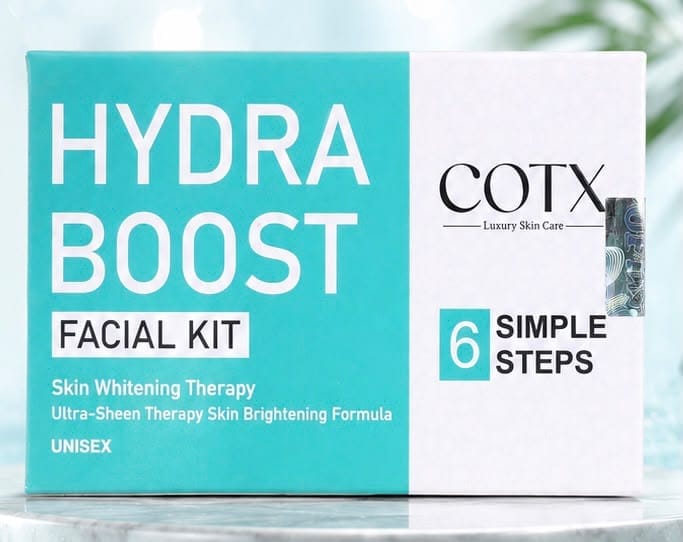 HYDRA
BOOST
FACIAL KIT
Skin Whitening Therapy
Ultra-Sheen Therapy Skin Brightening Formula
UNISEX
COTX
Luxury Skin Care
6 SIMPLE
STEPS